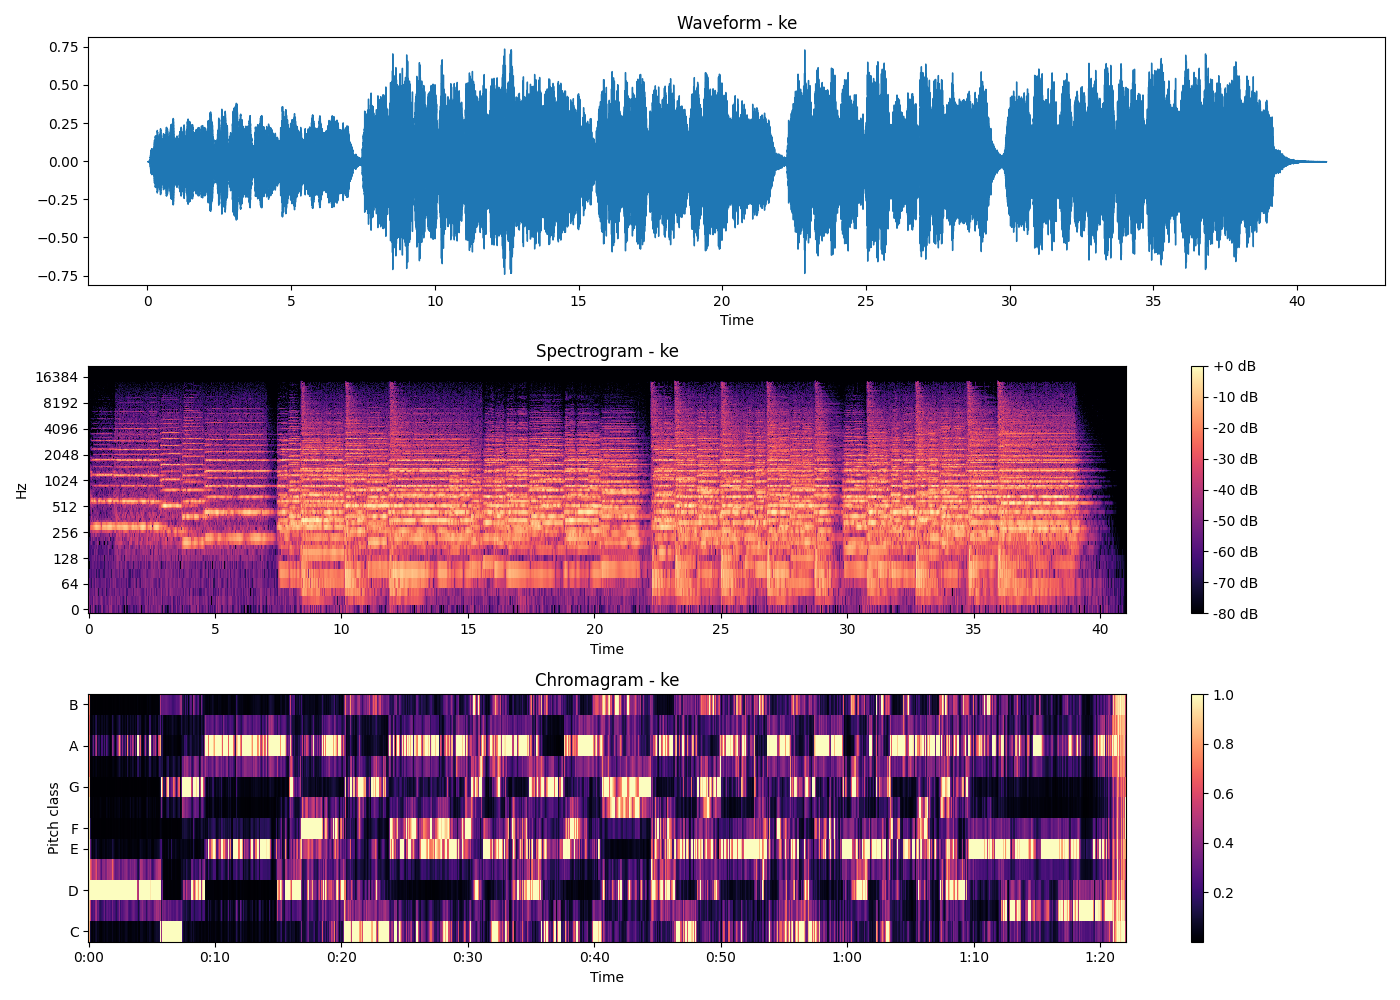 Waveform - ke
0.75
0.50
0.25
0.00
−0.25
−0.50
−0.75
0 5 10 15 20 25 30 35 40
Time
Spectrogram - ke
Hz
16384
8192
4096
2048
1024
512
256
128
64
0
0 5 10 15 20 25 30 35 40
Time
+0 dB
-10 dB
-20 dB
-30 dB
-40 dB
-50 dB
-60 dB
-70 dB
-80 dB
Chromagram - ke
Pitch class
B
A
G
F
E
D
C
0:00 0:10 0:20 0:30 0:40 0:50 1:00 1:10 1:20
Time
1.0
0.8
0.6
0.4
0.2